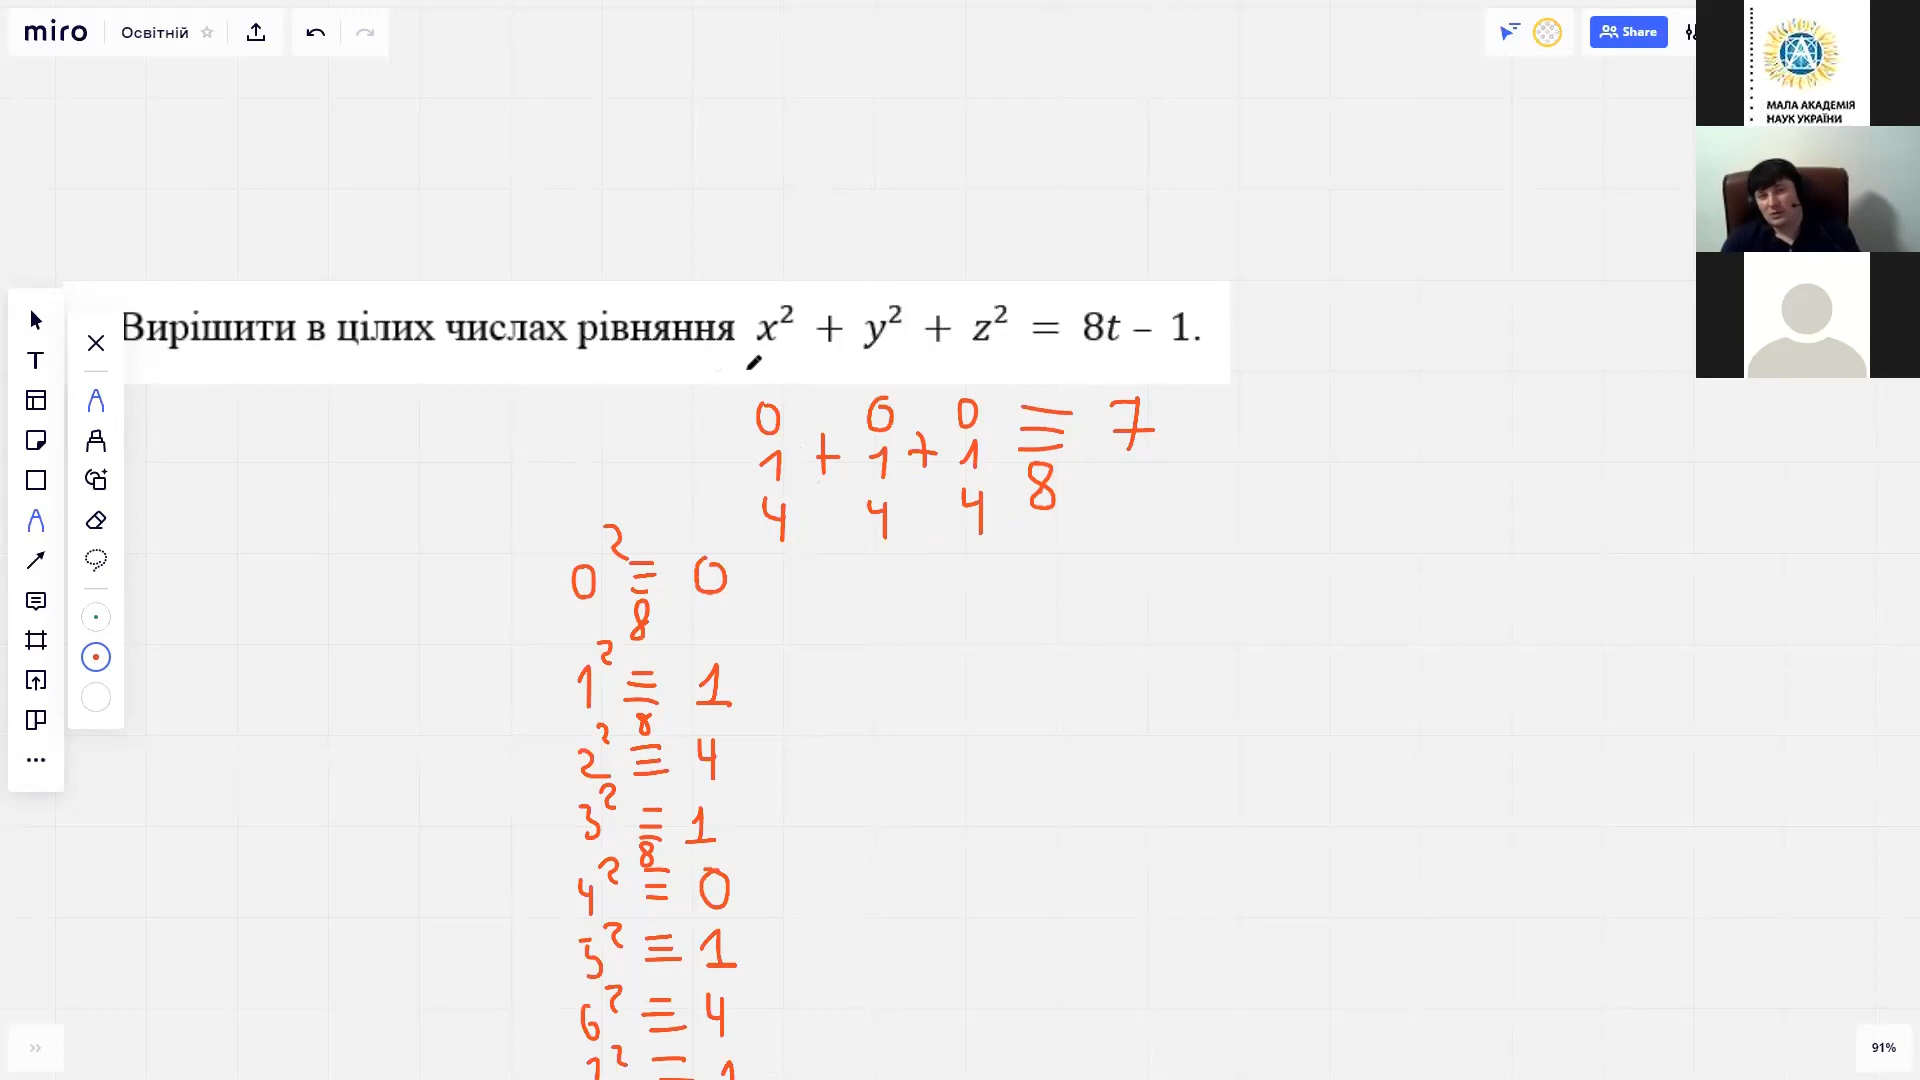 miro
Освітній
Share
МАЛА АКАДЕМІЯ
НАУК УКРАЇНИ
Вирішити в цілих числах рівняння x² + y² + z² = 8t – 1.
0 0 0 ≡ 7
1 + 1 + 1
4 4 4 8
0² ≡ 0
8
1² ≡ 1
8
2² ≡ 4
3² ≡ 1
8
4² ≡ 0
5² ≡ 1
6² ≡ 4
91%